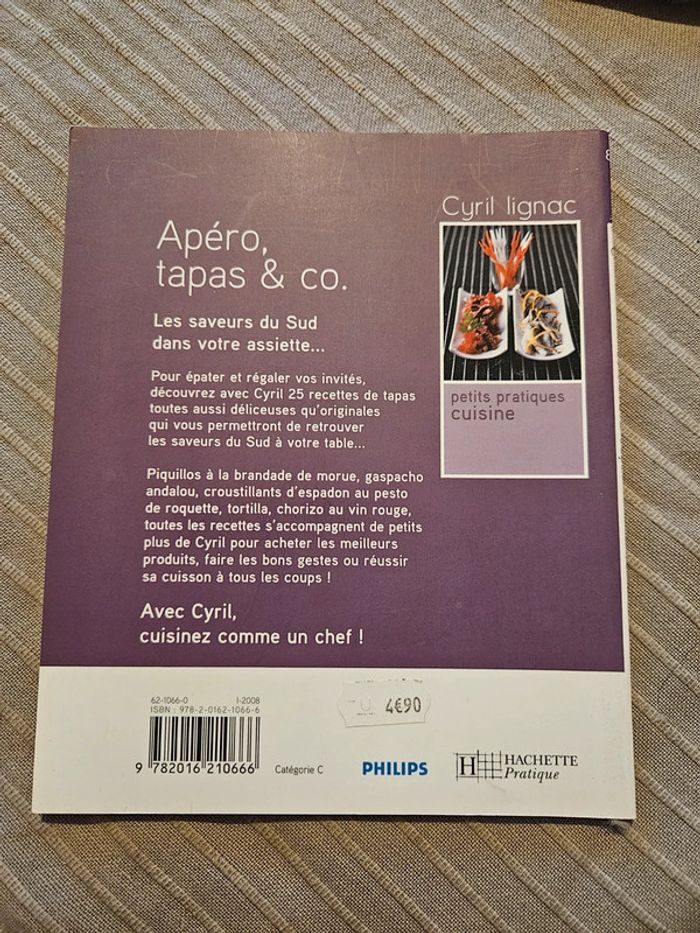 Cyril lignac
Apéro,
tapas & co.
Les saveurs du Sud
dans votre assiette...
Pour épater et régaler vos invités,
découvrez avec Cyril 25 recettes de tapas
toutes aussi déliceuses qu'originales
qui vous permettront de retrouver
les saveurs du Sud à votre table...
petits pratiques
cuisine
Piquillos à la brandade de morue, gaspacho
andalou, croustillants d'espadon au pesto
de roquette, tortilla, chorizo au vin rouge,
toutes les recettes s'accompagnent de petits
plus de Cyril pour acheter les meilleurs
produits, faire les bons gestes ou réussir
sa cuisson à tous les coups !
Avec Cyril,
cuisinez comme un chef !
62-1066-0 I-2008
ISBN : 978-2-0162-1066-6
9 782016 210666
Catégorie C
4€90
PHILIPS
H HACHETTE
Pratique